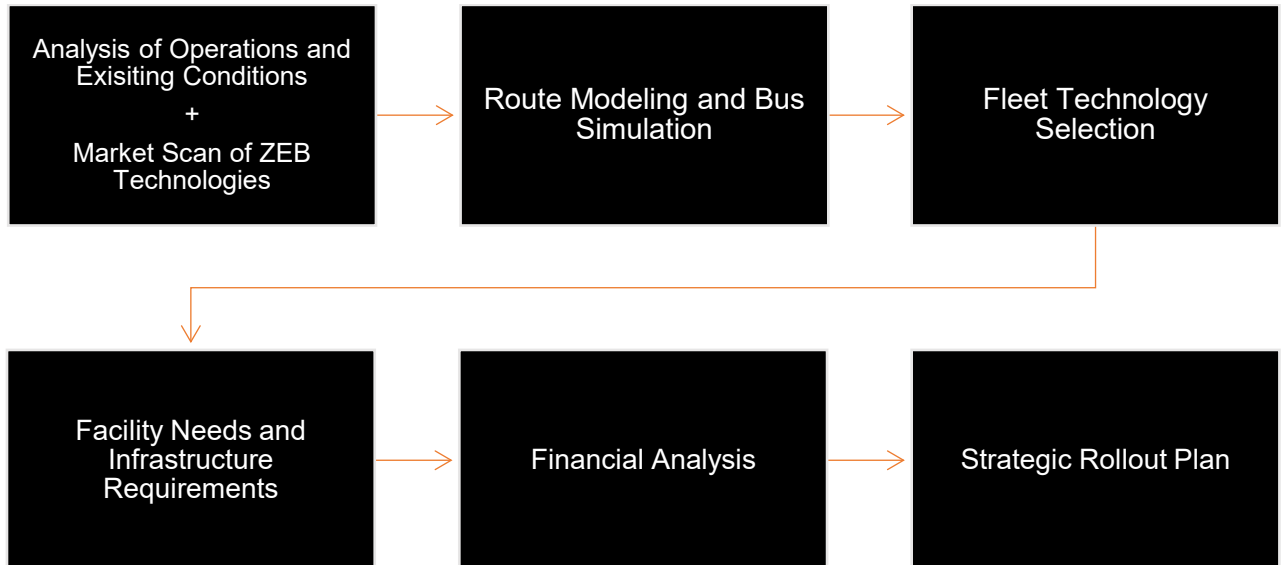 Analysis of Operations and
Exisiting Conditions
+
Market Scan of ZEB
Technologies
Route Modeling and Bus
Simulation
Fleet Technology
Selection
Facility Needs and
Infrastructure
Requirements
Financial Analysis
Strategic Rollout Plan